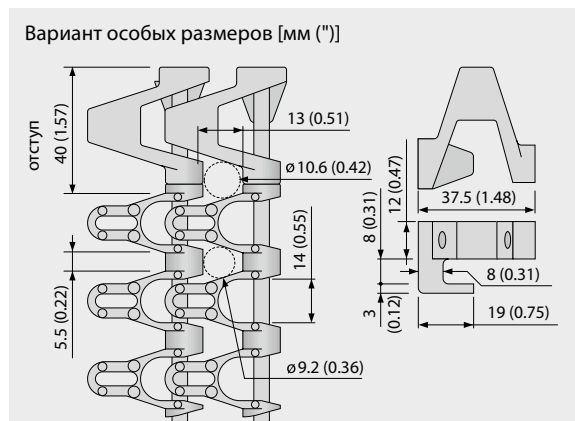 Вариант особых размеров [мм (")]
отступ
40 (1.57)
13 (0.51)
ø10.6 (0.42)
14 (0.55)
5.5 (0.22)
ø9.2 (0.36)
37.5 (1.48)
12 (0.47)
8 (0.31)
8 (0.31)
3
(0.12)
19 (0.75)